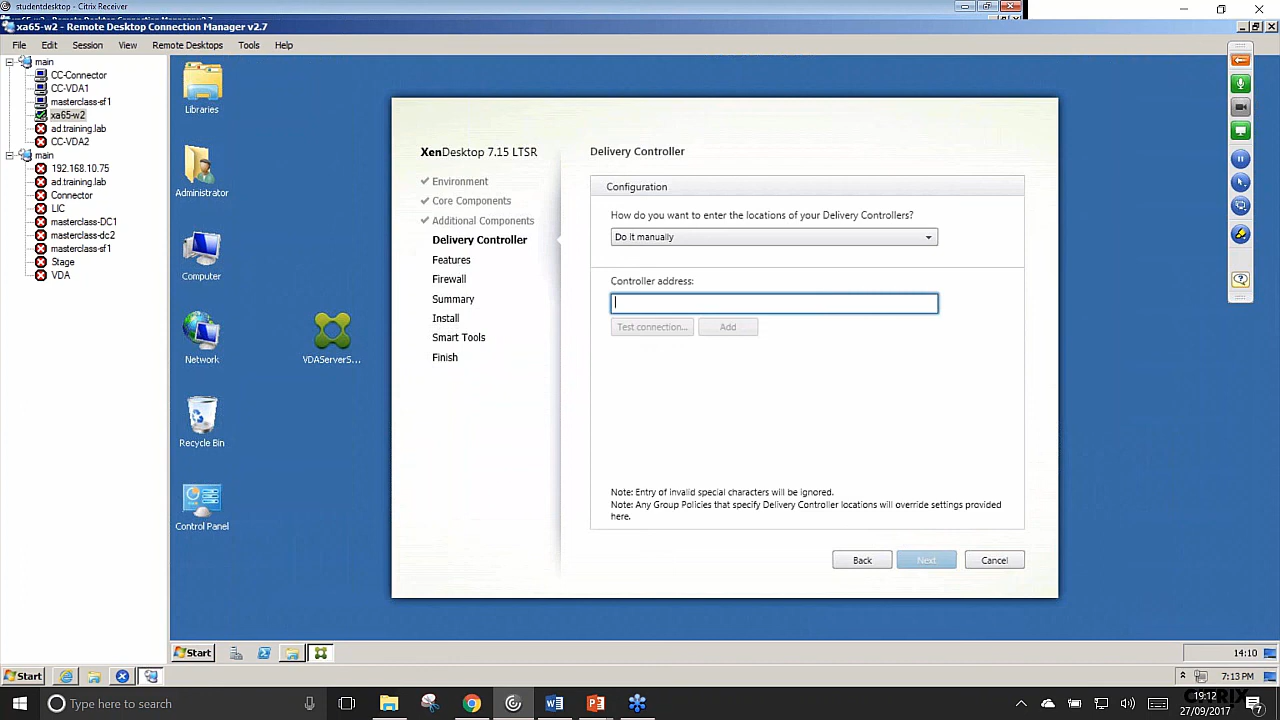 studentdesktop - Citrix Receiver
xa65-w2 - Remote Desktop Connection Manager v2.7
File Edit Session View Remote Desktops Tools Help
main
CC-Connector
CC-VDA1
masterclass-sf1
xa65-w2
ad.training.lab
CC-VDA2
main
192.168.10.75
ad.training.lab
Connector
LIC
masterclass-DC1
masterclass-dc2
masterclass-sf1
Stage
VDA
Libraries
Administrator
Computer
Network
VDAServerS...
Recycle Bin
Control Panel
XenDesktop 7.15 LTSR
Environment
Core Components
Additional Components
Delivery Controller
Features
Firewall
Summary
Install
Smart Tools
Finish
Delivery Controller
Configuration
How do you want to enter the locations of your Delivery Controllers?
Do it manually
Controller address:
Test connection... Add
Note: Entry of invalid special characters will be ignored.
Note: Any Group Policies that specify Delivery Controller locations will override settings provided
here.
Back Next Cancel
Start 14:10
Start 7:13 PM
Type here to search
CITRIX
19:12
27/09/2017